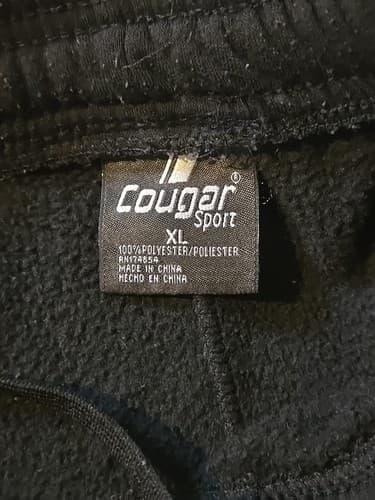 Cougar®
Sport
XL
100%POLYESTER/POLIESTER
RN174854
MADE IN CHINA
HECHO EN CHINA